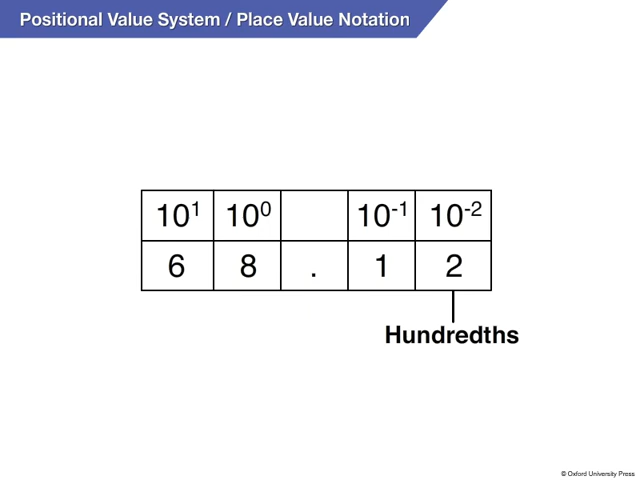 Positional Value System / Place Value Notation
10¹ 10⁰ 10⁻¹ 10⁻²
6 8 . 1 2
Hundredths
© Oxford University Press